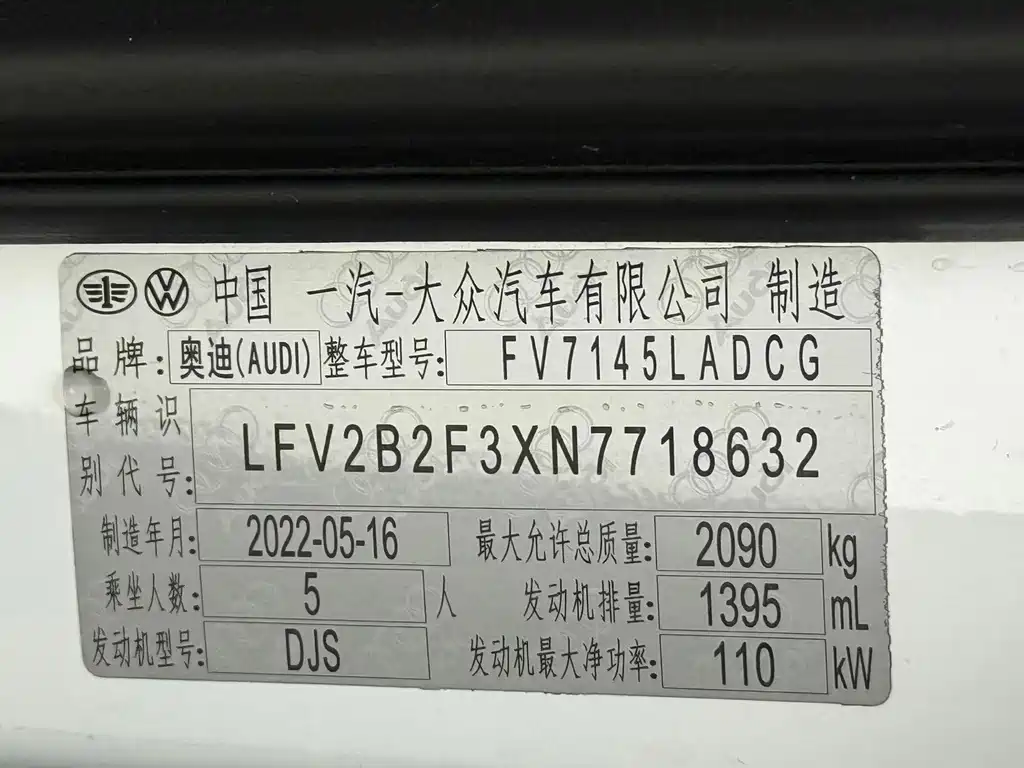 中国 一汽-大众汽车有限公司 制造
品牌: 奥迪(AUDI) 整车型号: FV7145LADCG
车辆识别代号: LFV2B2F3XN7718632
制造年月: 2022-05-16 最大允许总质量: 2090 kg
乘坐人数: 5 人 发动机排量: 1395 mL
发动机型号: DJS 发动机最大净功率: 110 kW